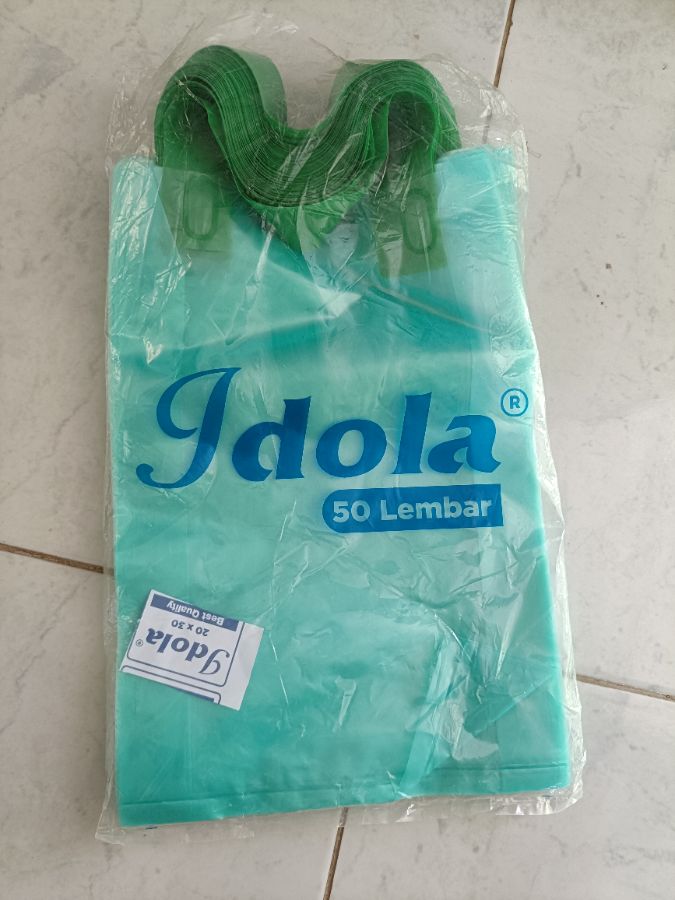 Idola®
50 Lembar
Best Quality
20 x 30
Idola®